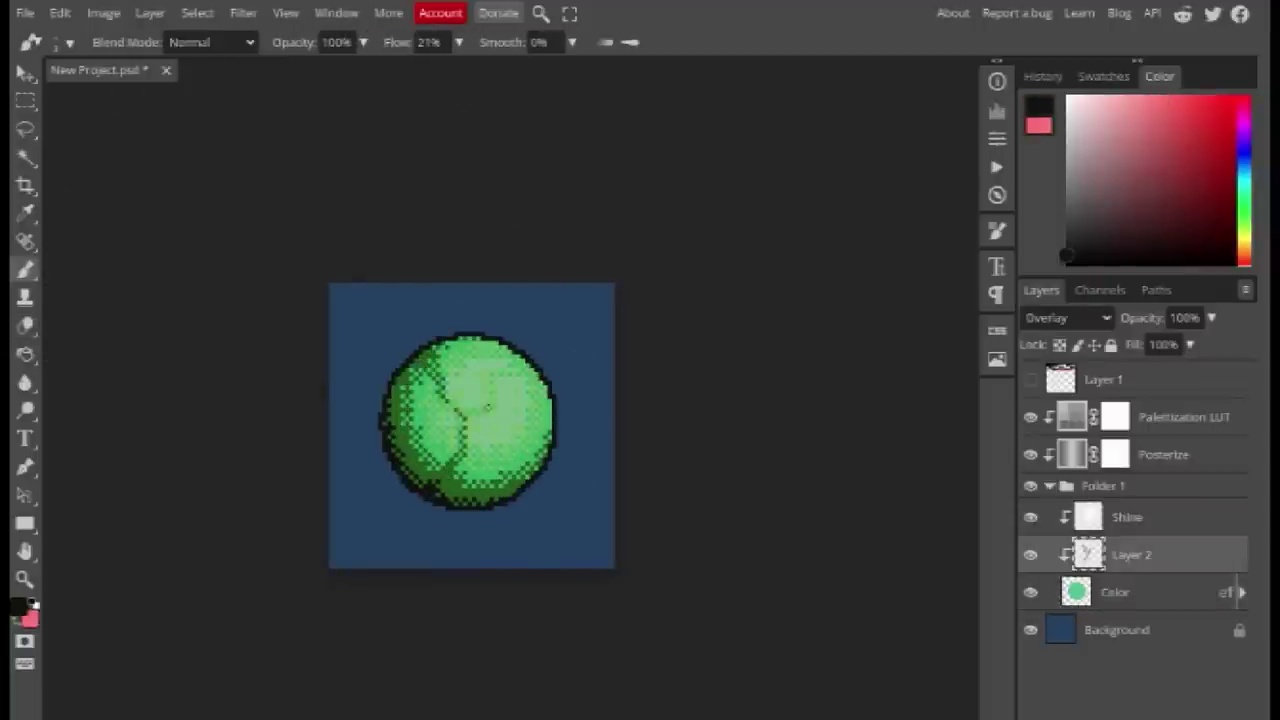 File Edit Image Layer Select Filter View Window More Account Donate About Report a bug Learn Blog API
Blend Mode: Normal Opacity: 100% Flow: 21% Smooth: 0%
New Project.psd *
History Swatches Color
Layers Channels Paths
Overlay Opacity: 100%
Lock: Fill: 100%
Layer 1
Palettization LUT
Posterize
Folder 1
Shine
Layer 2
Color eff
Background